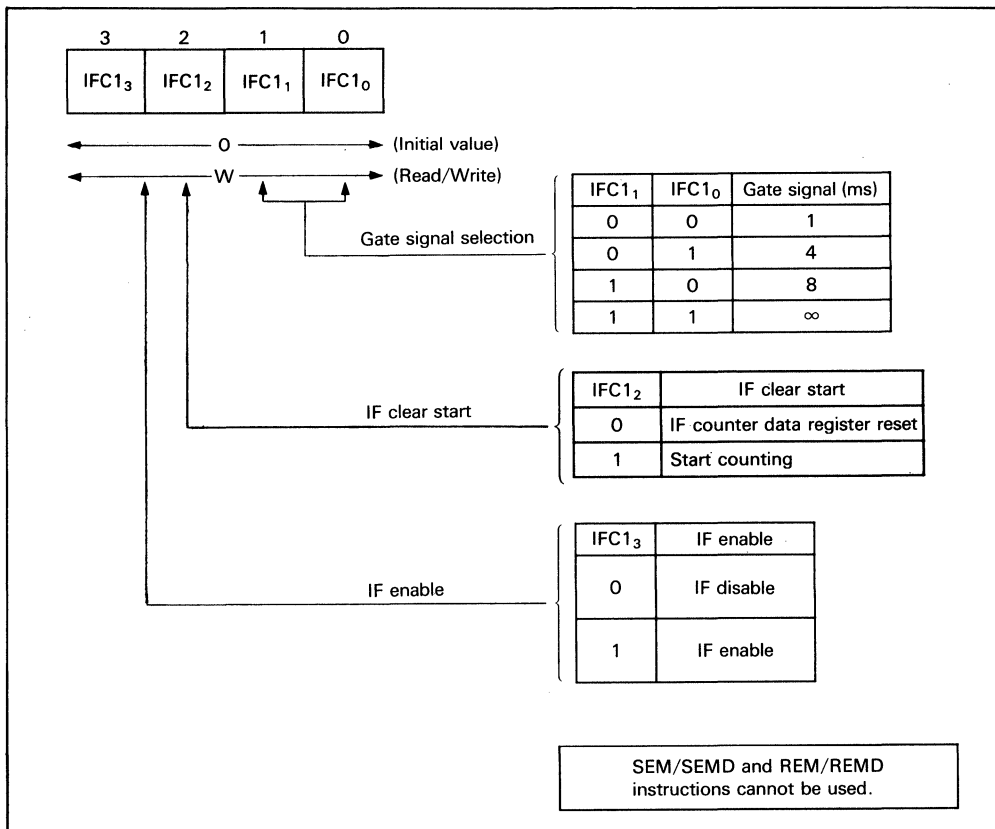 3 2 1 0
IFC1₃ IFC1₂ IFC1₁ IFC1₀
0 (Initial value)
W (Read/Write)
Gate signal selection
IFC1₁ IFC1₀ Gate signal (ms)
0 0 1
0 1 4
1 0 8
1 1 ∞
IF clear start
IFC1₂ IF clear start
0 IF counter data register reset
1 Start counting
IF enable
IFC1₃ IF enable
0 IF disable
1 IF enable
SEM/SEMD and REM/REMD
instructions cannot be used.